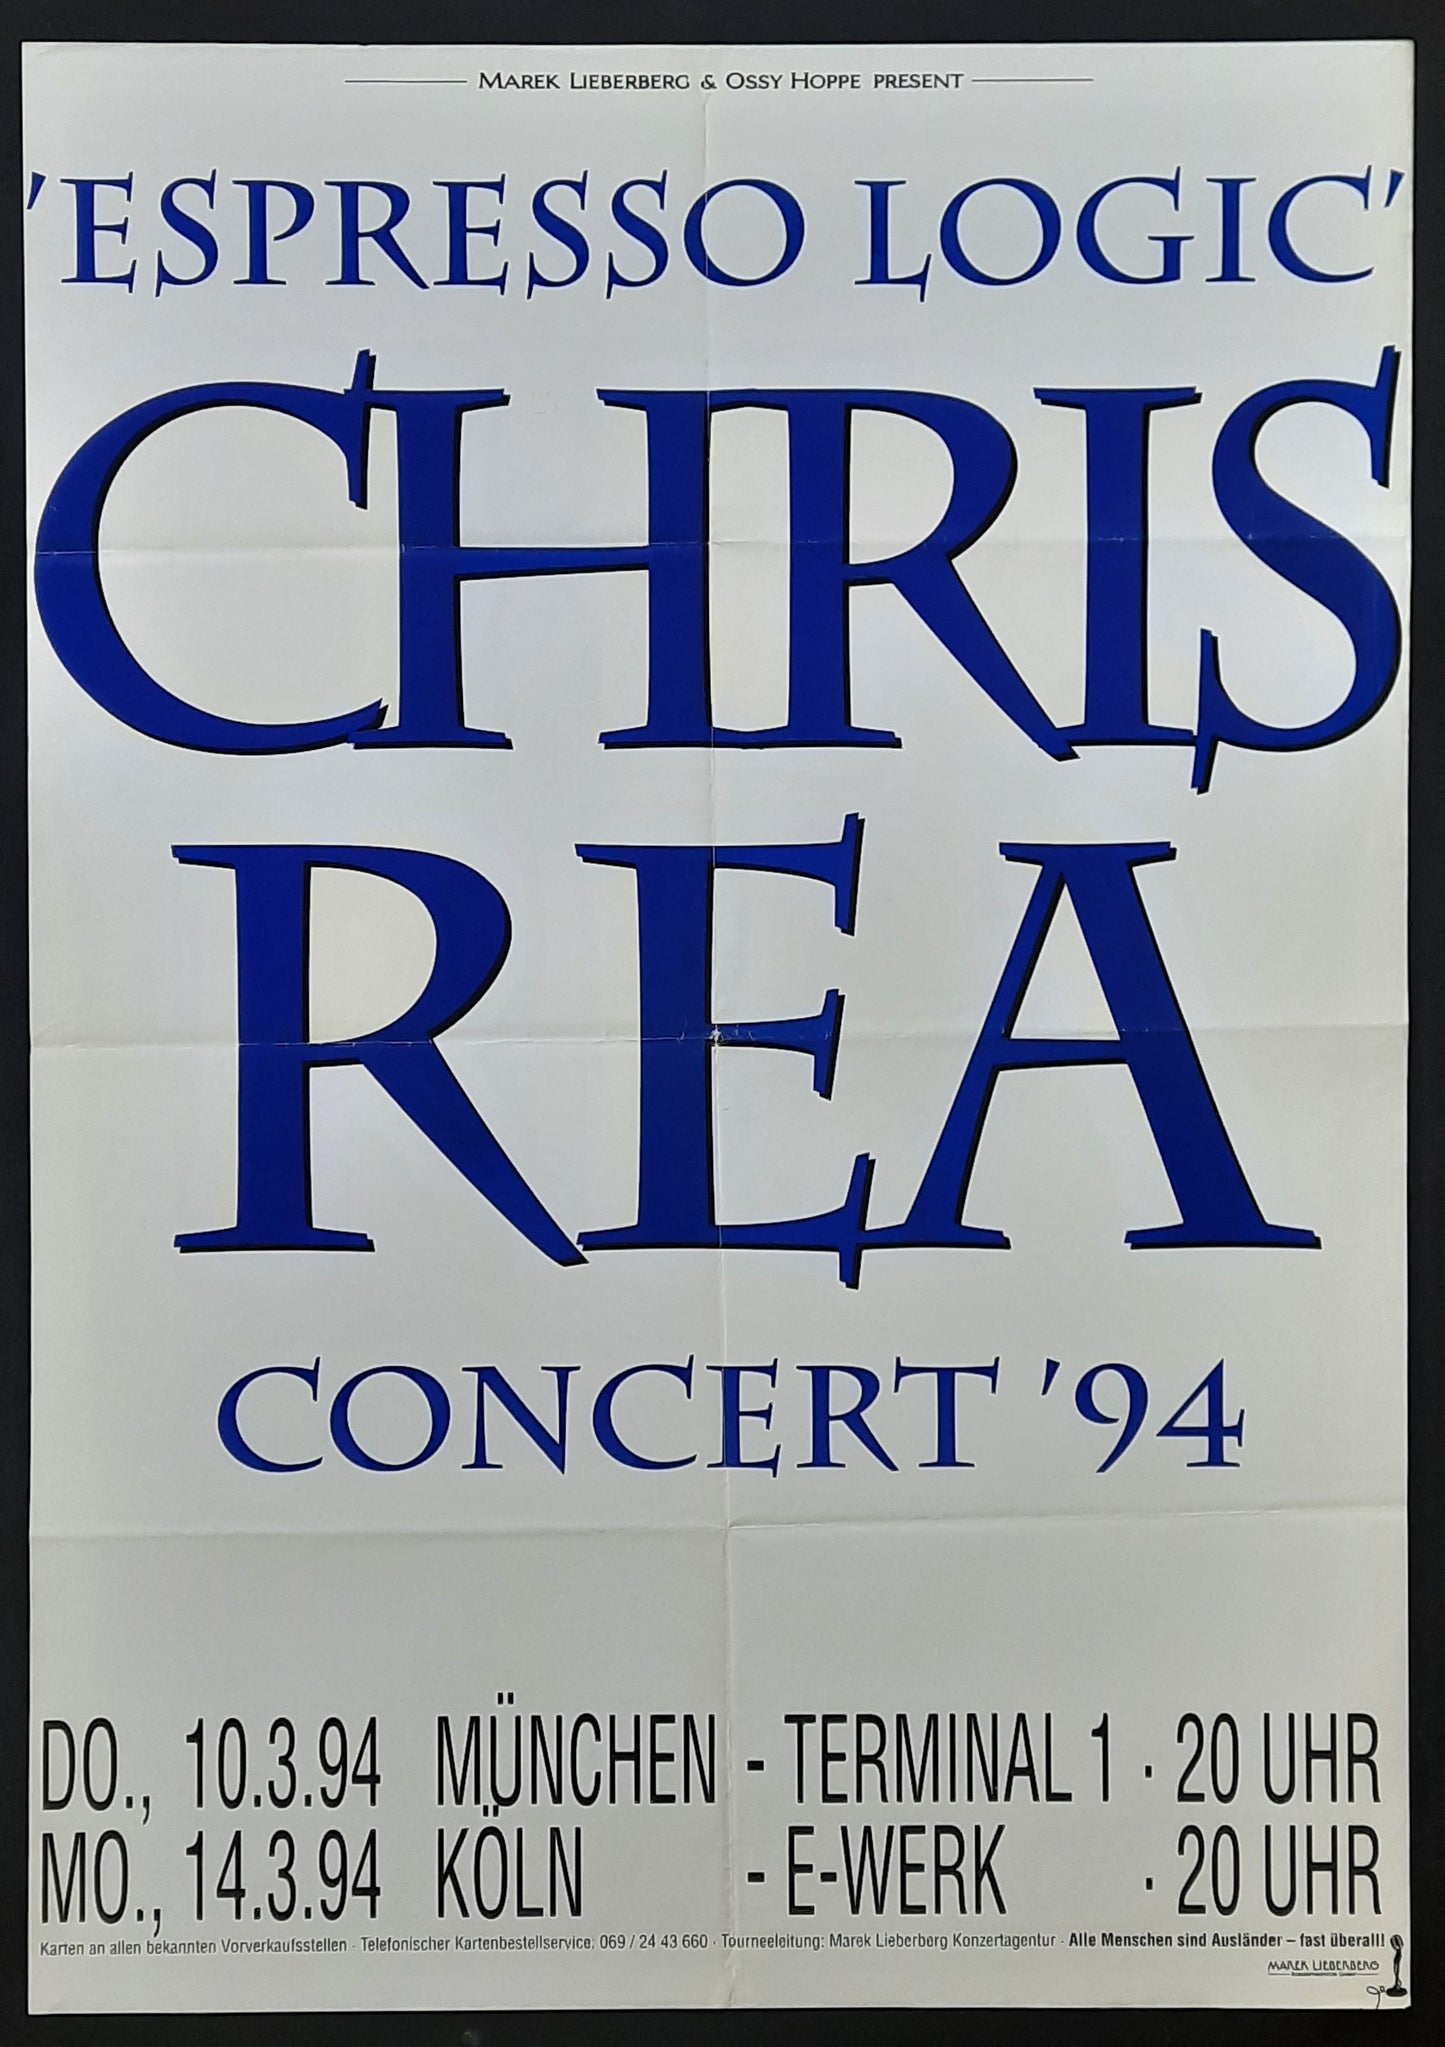 MAREK LIEBERBERG & OSSY HOPPE PRESENT
'ESPRESSO LOGIC'
CHRIS
REA
CONCERT '94
DO., 10.3.94 MÜNCHEN - TERMINAL 1 · 20 UHR
MO., 14.3.94 KÖLN - E-WERK · 20 UHR
Karten an allen bekannten Vorverkaufsstellen · Telefonischer Kartenbestellservice: 069 / 24 43 660 · Tourneeleitung: Marek Lieberberg Konzertagentur · Alle Menschen sind Ausländer – fast überall!
MAREK LIEBERBERG